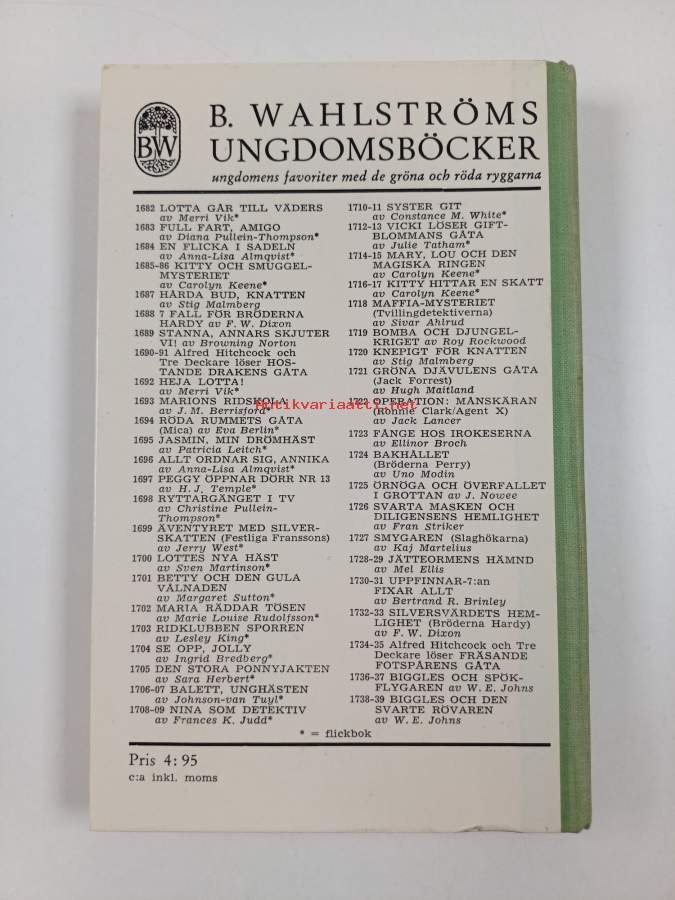 BW
B. WAHLSTRÖMS
UNGDOMSBÖCKER
ungdomens favoriter med de gröna och röda ryggarna
1682 LOTTA GÅR TILL VÄDERS
av Merri Vik*
1683 FULL FART, AMIGO
av Diana Pullein-Thompson*
1684 EN FLICKA I SADELN
av Anna-Lisa Almqvist*
1685-86 KITTY OCH SMUGGEL-
MYSTERIET
av Carolyn Keene*
1687 HÅRDA BUD, KNATTEN
av Stig Malmberg
1688 7 FALL FÖR BRÖDERNA
HARDY av F. W. Dixon
1689 STANNA, ANNARS SKJUTER
VI! av Browning Norton
1690-91 Alfred Hitchcock och
Tre Deckare löser HOS-
TANDE DRAKENS GÅTA
1692 HEJA LOTTA!
av Merri Vik*
1693 MARIONS RIDSKOLA
av J. M. Berrisford*
1694 RÖDA RUMMETS GÅTA
(Mica) av Eva Berlin*
1695 JASMIN, MIN DRÖMHÄST
av Patricia Leitch*
1696 ALLT ORDNAR SIG, ANNIKA
av Anna-Lisa Almqvist*
1697 PEGGY ÖPPNAR DÖRR NR 13
av H. J. Temple*
1698 RYTTARGÄNGET I TV
av Christine Pullein-
Thompson*
1699 ÄVENTYRET MED SILVER-
SKATTEN (Festliga Franssons)
av Jerry West*
1700 LOTTES NYA HÄST
av Sven Martinson*
1701 BETTY OCH DEN GULA
VÅLNADEN
av Margaret Sutton*
1702 MARIA RÄDDAR TÖSEN
av Marie Louise Rudolfsson*
1703 RIDKLUBBEN SPORREN
av Lesley King*
1704 SE OPP, JOLLY
av Ingrid Bredberg*
1705 DEN STORA PONNYJAKTEN
av Sara Herbert*
1706-07 BALETT, UNGHÄSTEN
av Johnson-van Tuyl*
1708-09 NINA SOM DETEKTIV
av Frances K. Judd*
1710-11 SYSTER GIT
av Constance M. White*
1712-13 VICKI LÖSER GIFT-
BLOMMANS GÅTA
av Julie Tatham*
1714-15 MARY, LOU OCH DEN
MAGISKA RINGEN
av Carolyn Keene*
1716-17 KITTY HITTAR EN SKATT
av Carolyn Keene*
1718 MAFFIA-MYSTERIET
(Tvillingdetektiverna)
av Sivar Ahlrud
1719 BOMBA OCH DJUNGEL-
KRIGET av Roy Rockwood
1720 KNEPIGT FÖR KNATTEN
av Stig Malmberg
1721 GRÖNA DJÄVULENS GÅTA
(Jack Forrest)
av Hugh Maitland
1722 OPERATION: MÅNSKÄRAN
(Ronnie Clark/Agent X)
av Jack Lancer
1723 FÅNGE HOS IROKESERNA
av Ellinor Broch
1724 BAKHÅLLET
(Bröderna Perry)
av Uno Modin
1725 ÖRNÖGA OCH ÖVERFALLET
I GROTTAN av J. Nowee
1726 SVARTA MASKEN OCH
DILIGENSENS HEMLIGHET
av Fran Striker
1727 SMYGAREN (Slaghökarna)
av Kaj Martelius
1728-29 JÄTTEORMENS HÄMND
av Mel Ellis
1730-31 UPPFINNAR-7:an
FIXAR ALLT
av Bertrand R. Brinley
1732-33 SILVERSVÄRDETS HEM-
LIGHET (Bröderna Hardy)
av F. W. Dixon
1734-35 Alfred Hitchcock och Tre
Deckare löser FRÄSANDE
FOTSPÅRENS GÅTA
1736-37 BIGGLES OCH SPÖK-
FLYGAREN av W. E. Johns
1738-39 BIGGLES OCH DEN
SVARTE RÖVAREN
av W. E. Johns
* = flickbok
Pris 4: 95
c:a inkl. moms
Antikvariaatti.net